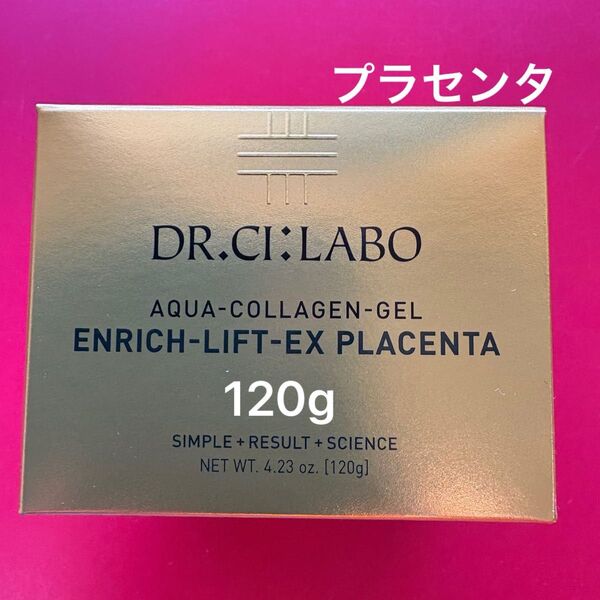 プラセンタ
DR.CI:LABO
AQUA-COLLAGEN-GEL
ENRICH-LIFT-EX PLACENTA
120g
SIMPLE+RESULT+SCIENCE
NET WT. 4.23 oz. [120g]